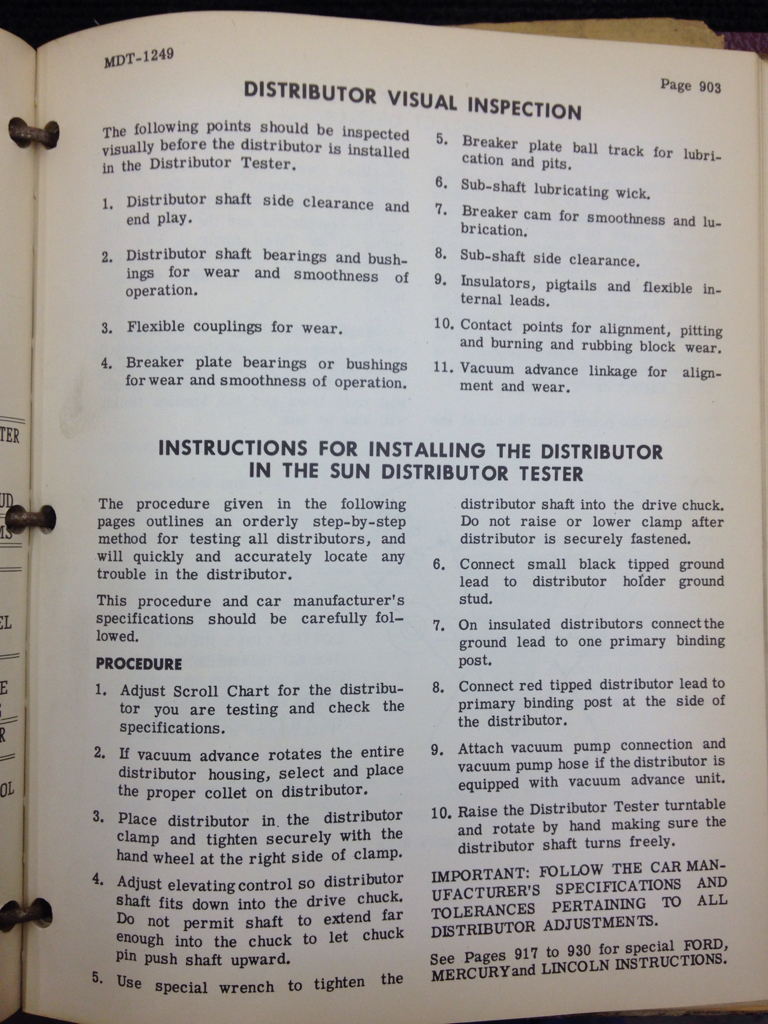 MDT-1249
Page 903
DISTRIBUTOR VISUAL INSPECTION
The following points should be inspected
visually before the distributor is installed
in the Distributor Tester.
1. Distributor shaft side clearance and
end play.
2. Distributor shaft bearings and bush-
ings for wear and smoothness of
operation.
3. Flexible couplings for wear.
4. Breaker plate bearings or bushings
for wear and smoothness of operation.
5. Breaker plate ball track for lubri-
cation and pits.
6. Sub-shaft lubricating wick.
7. Breaker cam for smoothness and lu-
brication.
8. Sub-shaft side clearance.
9. Insulators, pigtails and flexible in-
ternal leads.
10. Contact points for alignment, pitting
and burning and rubbing block wear.
11. Vacuum advance linkage for align-
ment and wear.
INSTRUCTIONS FOR INSTALLING THE DISTRIBUTOR
IN THE SUN DISTRIBUTOR TESTER
The procedure given in the following
pages outlines an orderly step-by-step
method for testing all distributors, and
will quickly and accurately locate any
trouble in the distributor.
This procedure and car manufacturer's
specifications should be carefully fol-
lowed.
PROCEDURE
1. Adjust Scroll Chart for the distribu-
tor you are testing and check the
specifications.
2. If vacuum advance rotates the entire
distributor housing, select and place
the proper collet on distributor.
3. Place distributor in the distributor
clamp and tighten securely with the
hand wheel at the right side of clamp.
4. Adjust elevating control so distributor
shaft fits down into the drive chuck.
Do not permit shaft to extend far
enough into the chuck to let chuck
pin push shaft upward.
5. Use special wrench to tighten the
distributor shaft into the drive chuck.
Do not raise or lower clamp after
distributor is securely fastened.
6. Connect small black tipped ground
lead to distributor holder ground
stud.
7. On insulated distributors connect the
ground lead to one primary binding
post.
8. Connect red tipped distributor lead to
primary binding post at the side of
the distributor.
9. Attach vacuum pump connection and
vacuum pump hose if the distributor is
equipped with vacuum advance unit.
10. Raise the Distributor Tester turntable
and rotate by hand making sure the
distributor shaft turns freely.
IMPORTANT: FOLLOW THE CAR MAN-
UFACTURER'S SPECIFICATIONS AND
TOLERANCES PERTAINING TO ALL
DISTRIBUTOR ADJUSTMENTS.
See Pages 917 to 930 for special FORD,
MERCURY and LINCOLN INSTRUCTIONS.